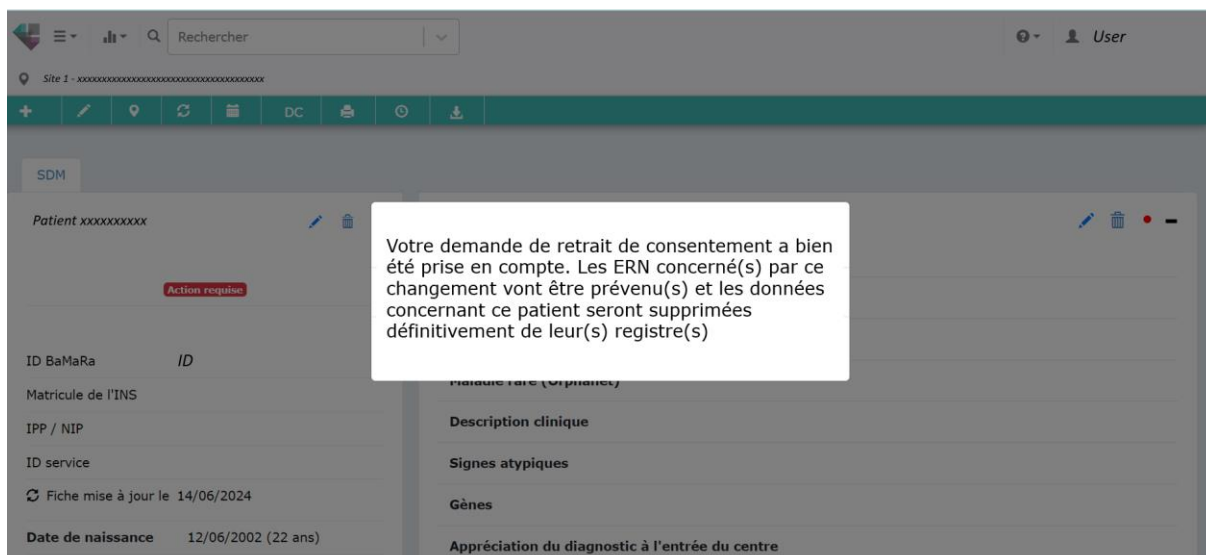 Rechercher
User
Site 1 - xxxxxxxxxxxxxxxxxxxxxxxxxxxxxxxxxxxxxxxx
DC
SDM
Patient xxxxxxxxxx
Votre demande de retrait de consentement a bien
été prise en compte. Les ERN concerné(s) par ce
changement vont être prévenu(s) et les données
concernant ce patient seront supprimées
définitivement de leur(s) registre(s)
Action requise
ID BaMaRa ID
Matricule de l'INS
IPP / NIP
ID service
Fiche mise à jour le 14/06/2024
Date de naissance 12/06/2002 (22 ans)
Maladie rare (Orphanet)
Description clinique
Signes atypiques
Gènes
Appréciation du diagnostic à l'entrée du centre